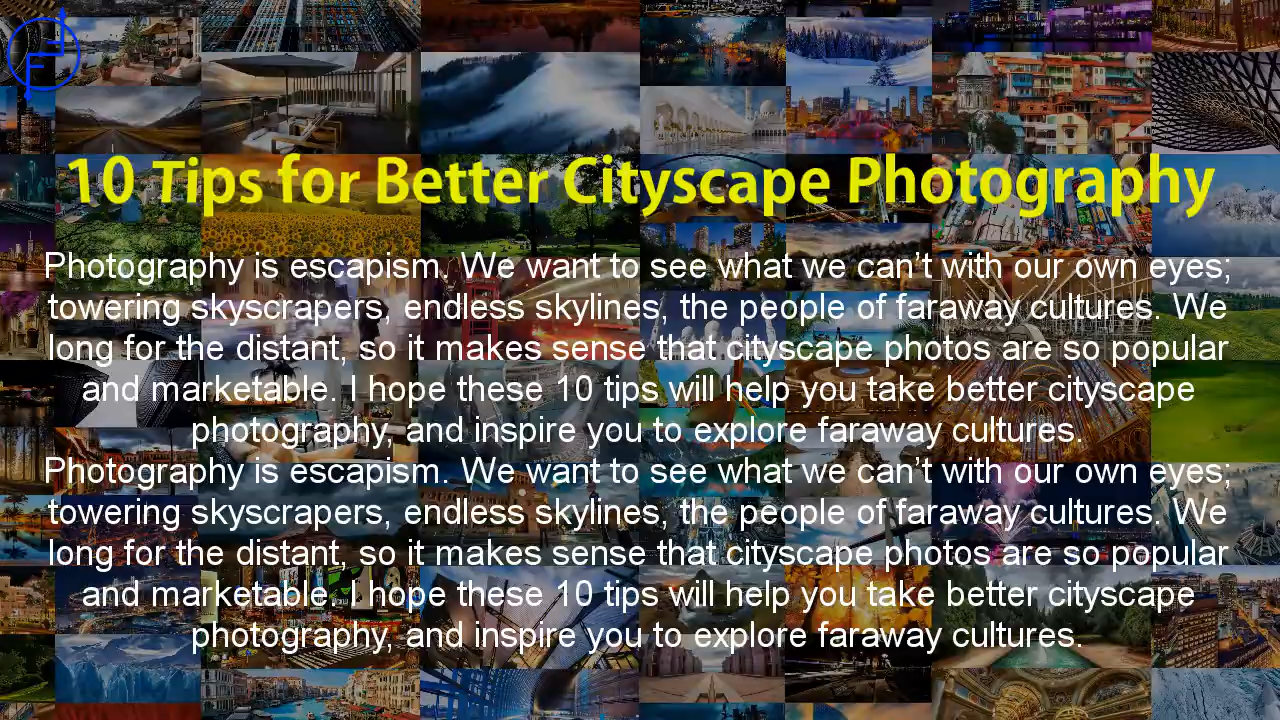 10 Tips for Better Cityscape Photography
Photography is escapism. We want to see what we can’t with our own eyes;
towering skyscrapers, endless skylines, the people of faraway cultures. We
long for the distant, so it makes sense that cityscape photos are so popular
and marketable. I hope these 10 tips will help you take better cityscape
photography, and inspire you to explore faraway cultures.
Photography is escapism. We want to see what we can’t with our own eyes;
towering skyscrapers, endless skylines, the people of faraway cultures. We
long for the distant, so it makes sense that cityscape photos are so popular
and marketable. I hope these 10 tips will help you take better cityscape
photography, and inspire you to explore faraway cultures.